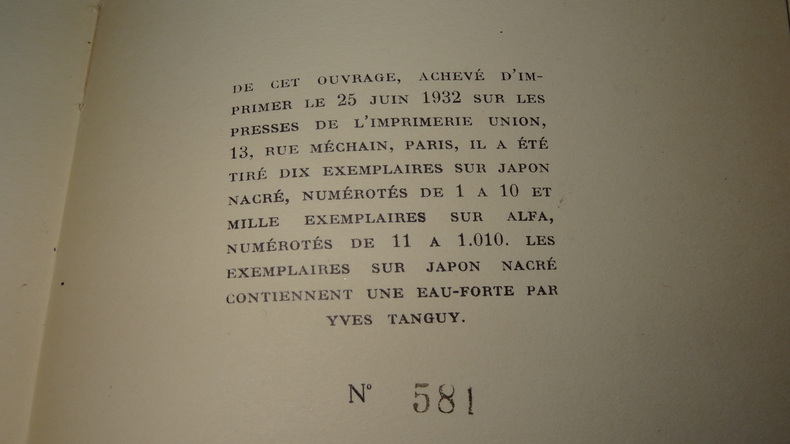 DE CET OUVRAGE, ACHEVÉ D'IM-
PRIMER LE 25 JUIN 1932 SUR LES
PRESSES DE L'IMPRIMERIE UNION,
13, RUE MÉCHAIN, PARIS, IL A ÉTÉ
TIRÉ DIX EXEMPLAIRES SUR JAPON
NACRÉ, NUMÉROTÉS DE 1 A 10 ET
MILLE EXEMPLAIRES SUR ALFA,
NUMÉROTÉS DE 11 A 1.010. LES
EXEMPLAIRES SUR JAPON NACRÉ
CONTIENNENT UNE EAU-FORTE PAR
YVES TANGUY.
N° 581